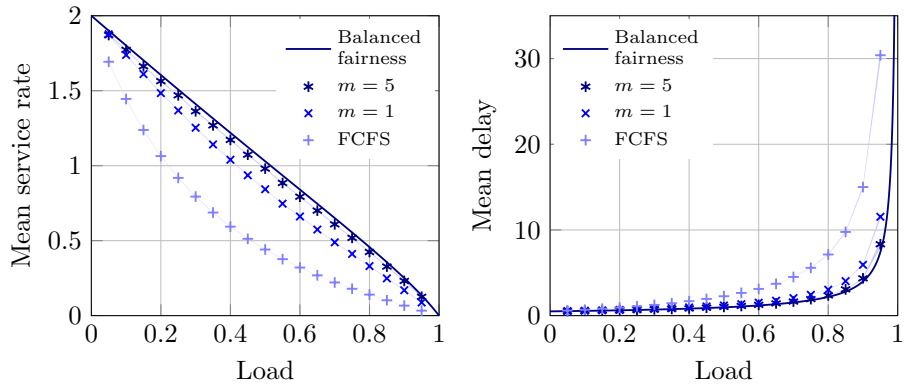 2
1.5
1
0.5
0
0
0.2
0.4
0.6
0.8
1
Mean service rate
Load
Balanced
fairness
m = 5
m = 1
FCFS
30
20
10
0
0
0.2
0.4
0.6
0.8
1
Mean delay
Load
Balanced
fairness
m = 5
m = 1
FCFS